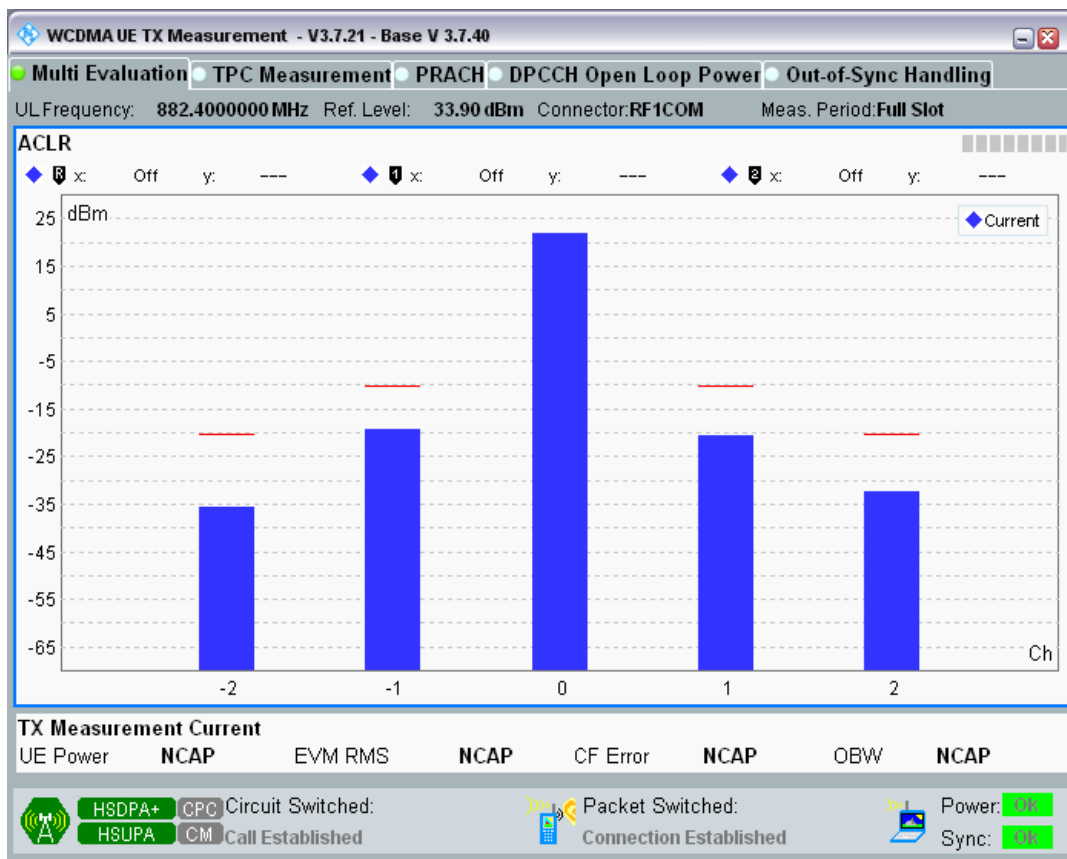 WCDMA UE TX Measurement - V3.7.21 - Base V 3.7.40
Multi Evaluation TPC Measurement PRACH DPCCH Open Loop Power Out-of-Sync Handling
UL Frequency: 882.4000000 MHz Ref. Level: 33.90 dBm Connector:RF1COM Meas. Period:Full Slot
ACLR
R x: Off y: --- 1 x: Off y: --- 2 x: Off y: ---
dBm
Current
25
15
5
-5
-15
-25
-35
-45
-55
-65
Ch
-2 -1 0 1 2
TX Measurement Current
UE Power NCAP EVM RMS NCAP CF Error NCAP OBW NCAP
HSDPA+ CPC Circuit Switched: Packet Switched: Power: OK
HSUPA CM Call Established Connection Established Sync: OK